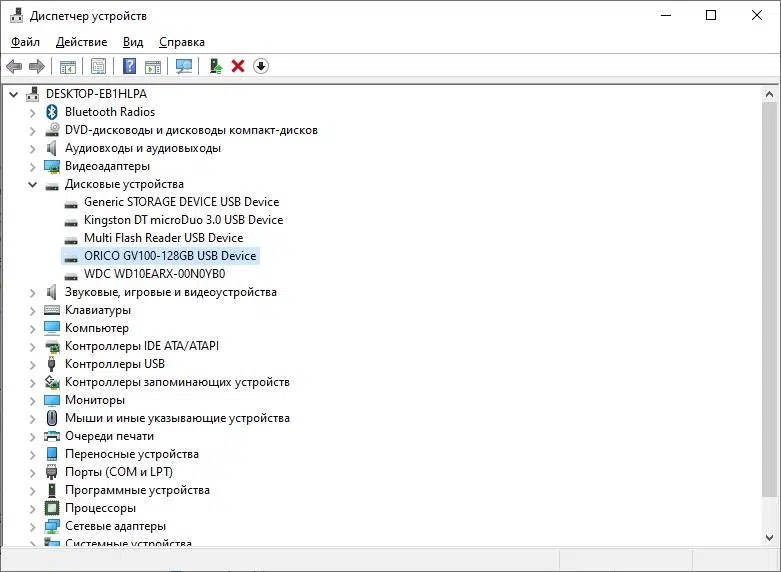 Диспетчер устройств
Файл Действие Вид Справка
DESKTOP-EB1HLPA
Bluetooth Radios
DVD-дисководы и дисководы компакт-дисков
Аудиовходы и аудиовыходы
Видеоадаптеры
Дисковые устройства
Generic STORAGE DEVICE USB Device
Kingston DT microDuo 3.0 USB Device
Multi Flash Reader USB Device
ORICO GV100-128GB USB Device
WDC WD10EARX-00N0YB0
Звуковые, игровые и видеоустройства
Клавиатуры
Компьютер
Контроллеры IDE ATA/ATAPI
Контроллеры USB
Контроллеры запоминающих устройств
Мониторы
Мыши и иные указывающие устройства
Очереди печати
Переносные устройства
Порты (COM и LPT)
Программные устройства
Процессоры
Сетевые адаптеры
Системные устройства